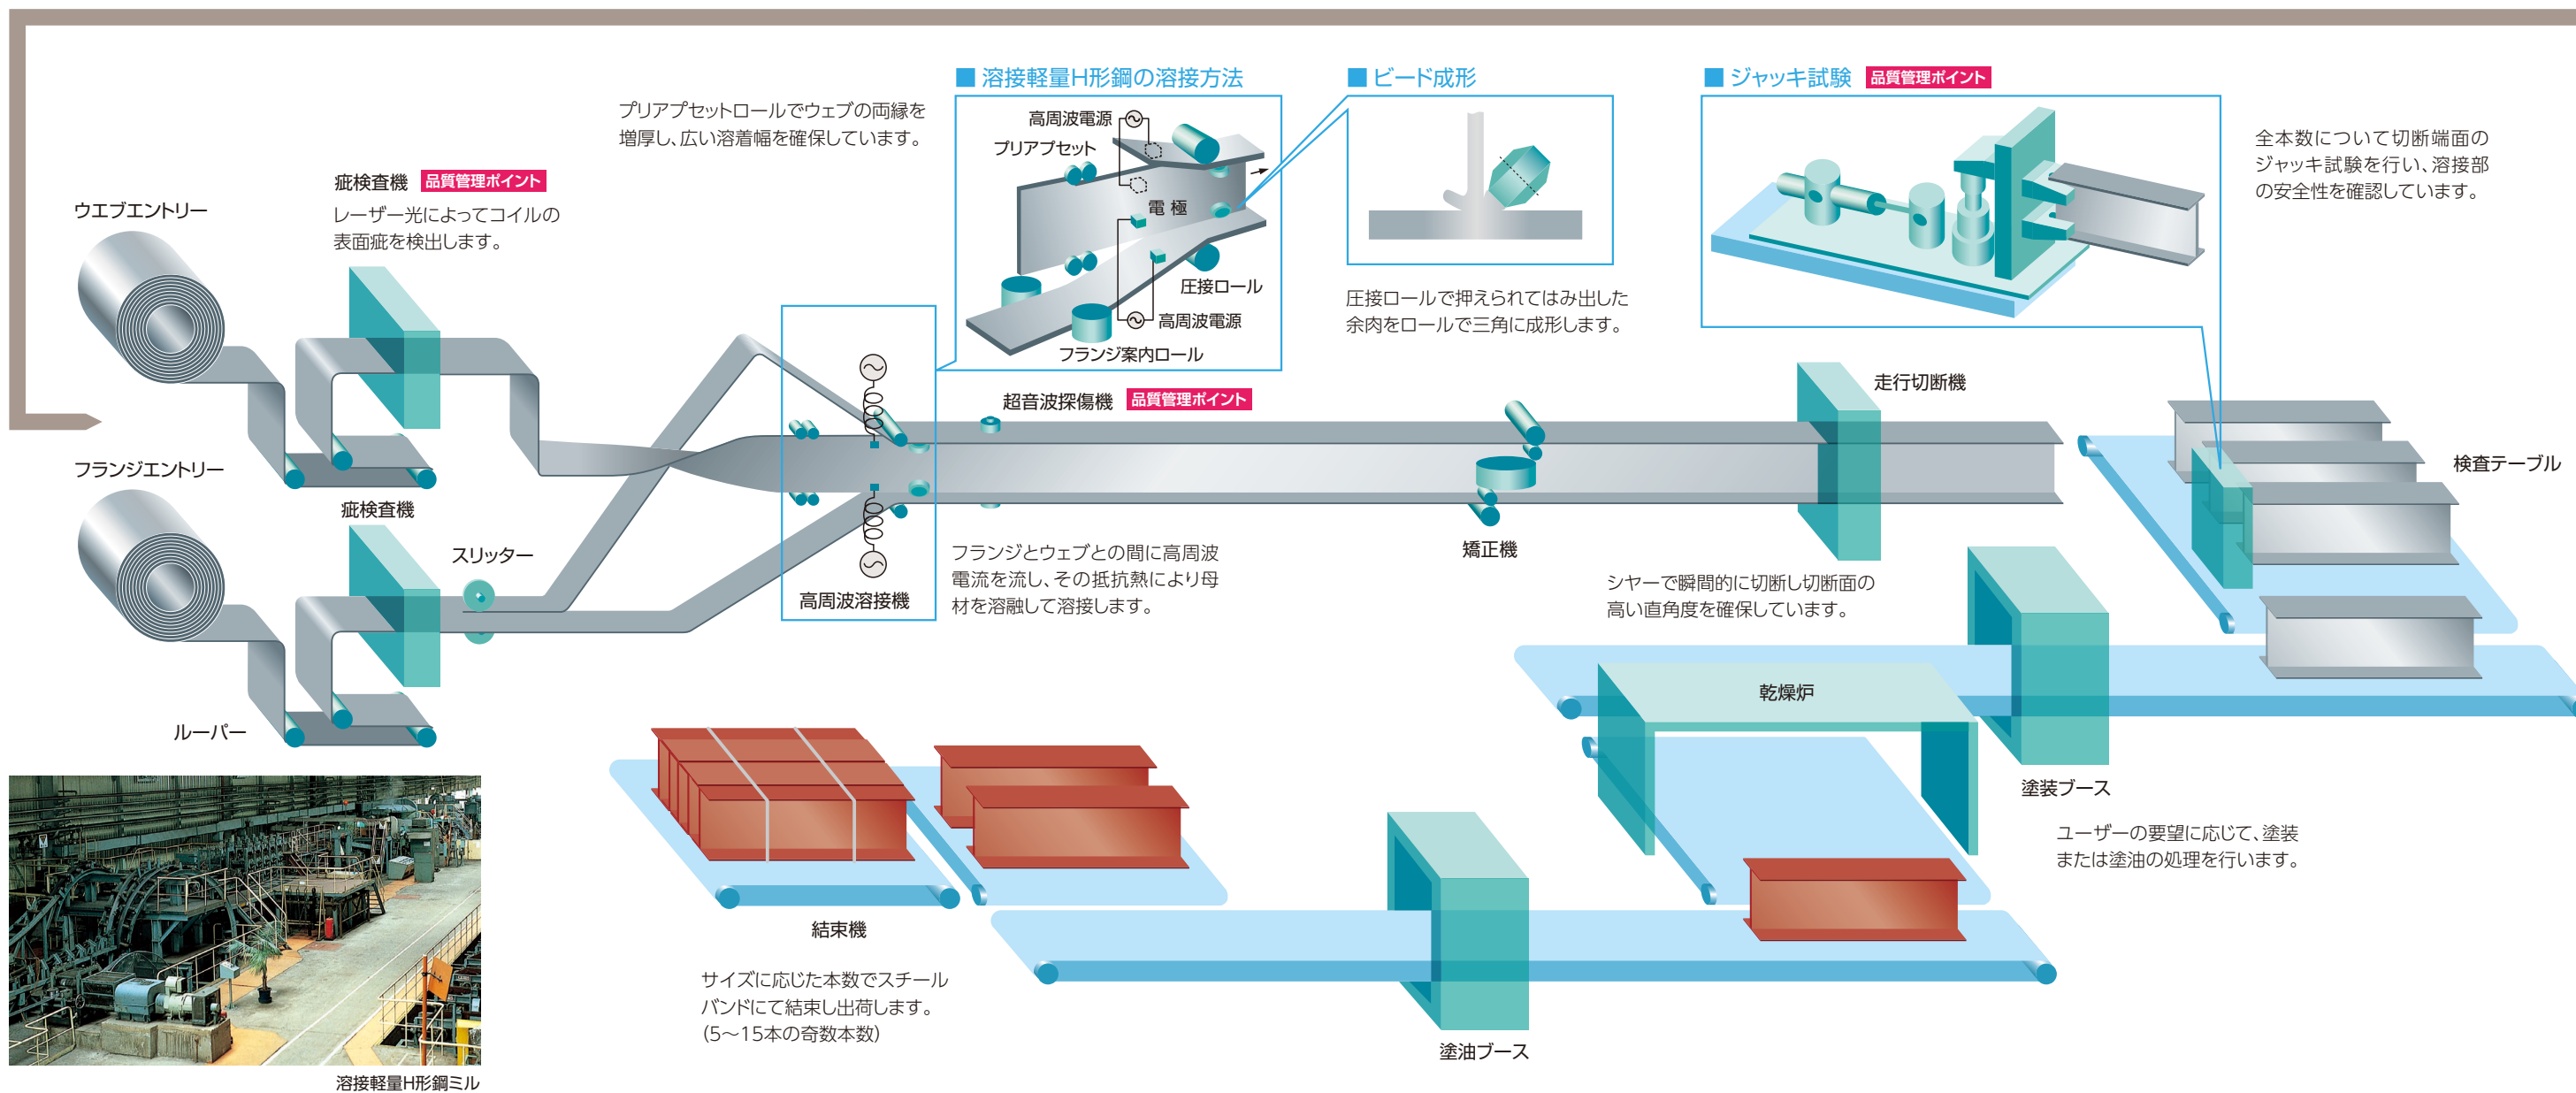 ■ 溶接軽量H形鋼の溶接方法
■ ビード成形
■ ジャッキ試験 品質管理ポイント
プリアプセットロールでウェブの両縁を
増厚し、広い溶着幅を確保しています。
高周波電源
プリアプセット
電 極
圧接ロール
高周波電源
フランジ案内ロール
圧接ロールで押えられてはみ出した
余肉をロールで三角に成形します。
全本数について切断端面の
ジャッキ試験を行い、溶接部
の安全性を確認しています。
疵検査機 品質管理ポイント
レーザー光によってコイルの
表面疵を検出します。
ウエブエントリー
フランジエントリー
疵検査機
スリッター
ルーパー
高周波溶接機
超音波探傷機 品質管理ポイント
フランジとウェブとの間に高周波
電流を流し、その抵抗熱により母
材を溶融して溶接します。
矯正機
走行切断機
シヤーで瞬間的に切断し切断面の
高い直角度を確保しています。
検査テーブル
乾燥炉
塗装ブース
ユーザーの要望に応じて、塗装
または塗油の処理を行います。
塗油ブース
結束機
サイズに応じた本数でスチール
バンドにて結束し出荷します。
(5〜15本の奇数本数)
溶接軽量H形鋼ミル